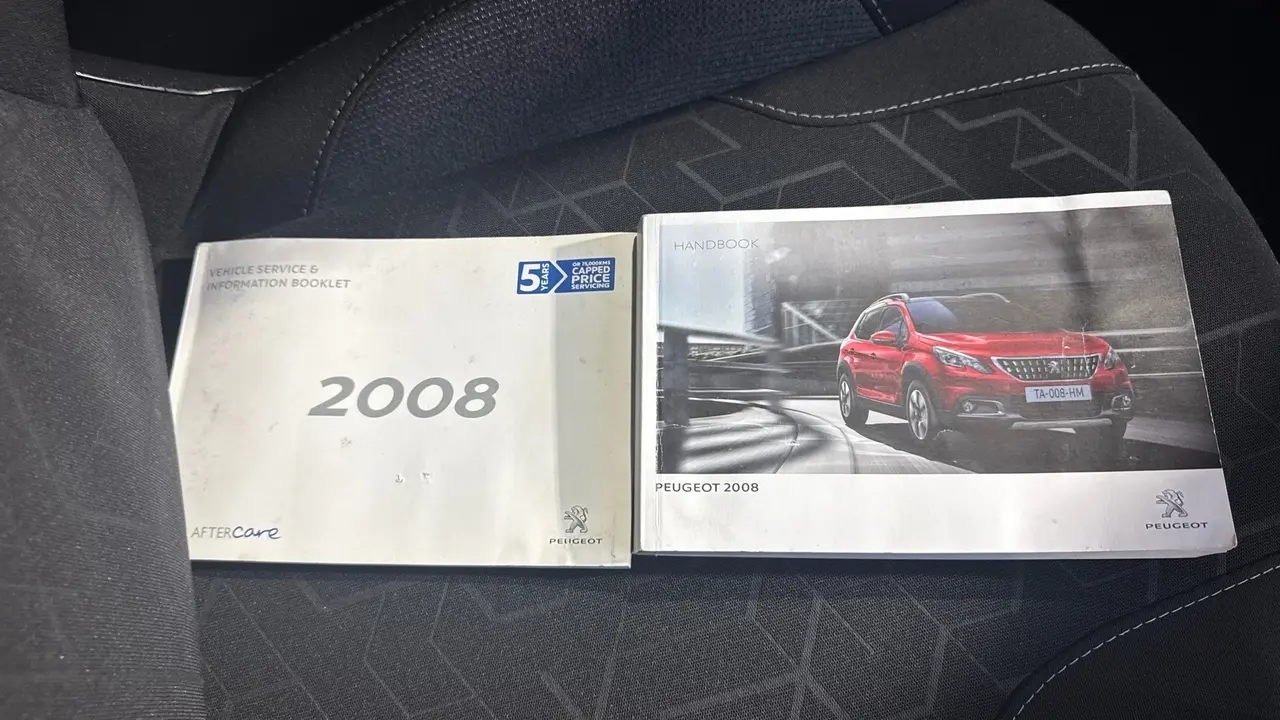 VEHICLE SERVICE &
INFORMATION BOOKLET
5
YEARS
OR 75,000KMS
CAPPED
PRICE
SERVICING
2008
AFTERcare
PEUGEOT
HANDBOOK
TA-008-HM
PEUGEOT 2008
PEUGEOT